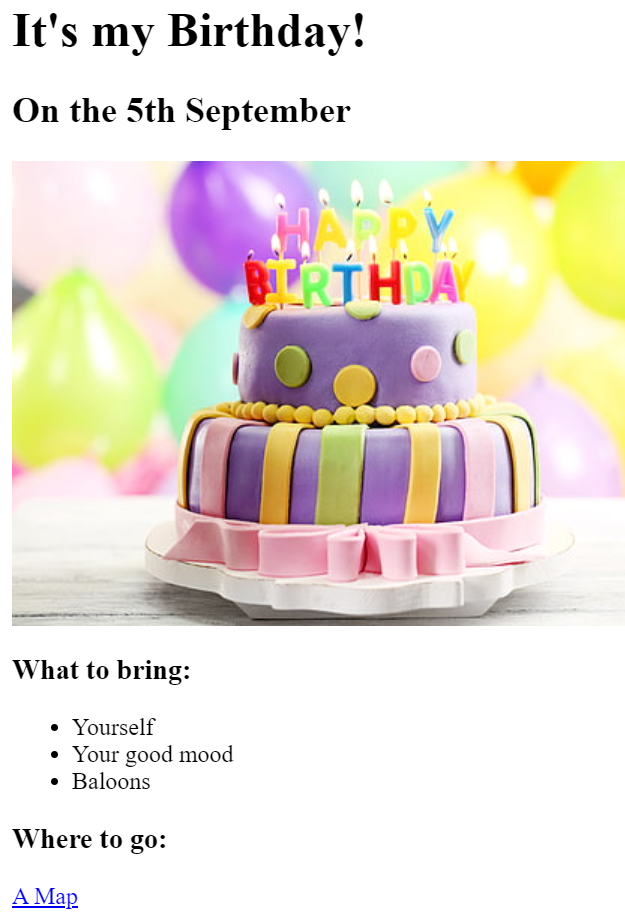 It's my Birthday!
On the 5th September
HAPPY
BIRTHDAY
What to bring:
Yourself
Your good mood
Baloons
Where to go:
A Map